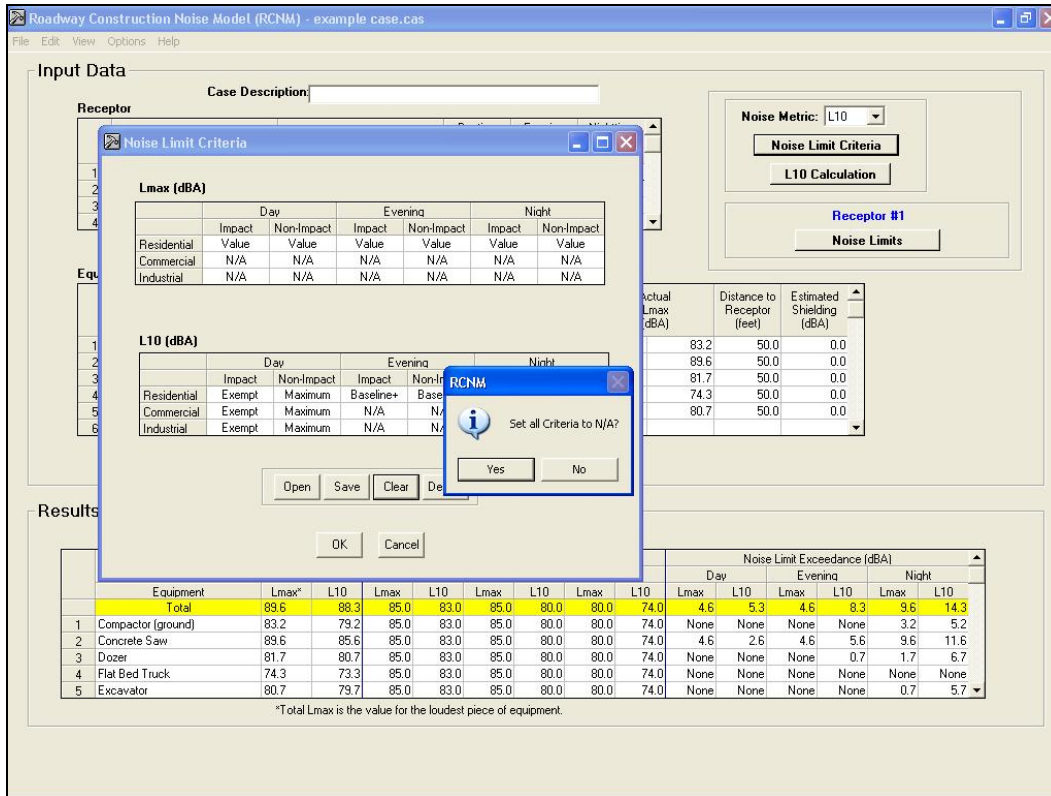 Roadway Construction Noise Model (RCNM) - example case.cas
File Edit View Options Help
Input Data
Case Description:
Receptor
1
2
3
4
Noise Metric: L10
Noise Limit Criteria
L10 Calculation
Receptor #1
Noise Limits
Noise Limit Criteria
Lmax (dBA)
Day Evening Night
Impact Non-Impact Impact Non-Impact Impact Non-Impact
Residential Value Value Value Value Value Value
Commercial N/A N/A N/A N/A N/A N/A
Industrial N/A N/A N/A N/A N/A N/A
L10 (dBA)
Day Evening Night
Impact Non-Impact Impact
Residential Exempt Maximum Baseline+
Commercial Exempt Maximum N/A
Industrial Exempt Maximum N/A
Open Save Clear
OK Cancel
RCNM
Set all Criteria to N/A?
Yes No
Actual Lmax (dBA) Distance to Receptor (feet) Estimated Shielding (dBA)
1 83.2 50.0 0.0
2 89.6 50.0 0.0
3 81.7 50.0 0.0
4 74.3 50.0 0.0
5 80.7 50.0 0.0
6
Results
Noise Limit Exceedance (dBA)
Day Evening Night
Equipment Lmax* L10 Lmax L10 Lmax L10 Lmax L10 Lmax L10 Lmax L10 Lmax L10
Total 89.6 88.3 85.0 83.0 85.0 80.0 80.0 74.0 4.6 5.3 4.6 8.3 9.6 14.3
1 Compactor (ground) 83.2 79.2 85.0 83.0 85.0 80.0 80.0 74.0 None None None None 3.2 5.2
2 Concrete Saw 89.6 85.6 85.0 83.0 85.0 80.0 80.0 74.0 4.6 2.6 4.6 5.6 9.6 11.6
3 Dozer 81.7 80.7 85.0 83.0 85.0 80.0 80.0 74.0 None None None 0.7 1.7 6.7
4 Flat Bed Truck 74.3 73.3 85.0 83.0 85.0 80.0 80.0 74.0 None None None None None None
5 Excavator 80.7 79.7 85.0 83.0 85.0 80.0 80.0 74.0 None None None None 0.7 5.7
*Total Lmax is the value for the loudest piece of equipment.